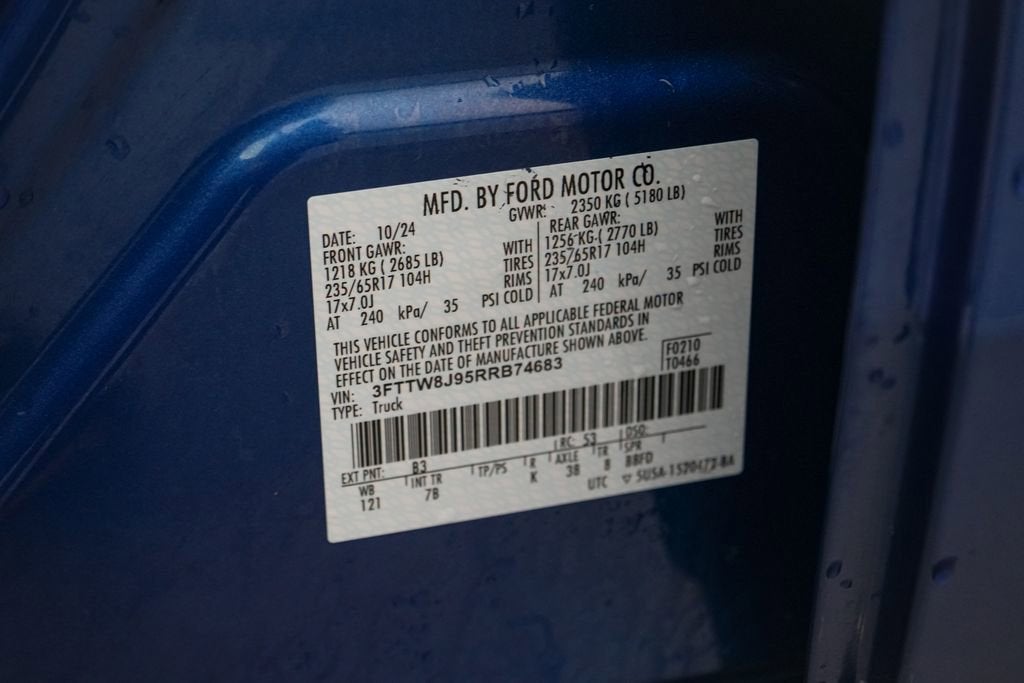 MFD. BY FORD MOTOR CO.
DATE: 10/24
GVWR: 2350 KG ( 5180 LB)
FRONT GAWR:
1218 KG ( 2685 LB) WITH
235/65R17 104H TIRES
17x7.0J RIMS
AT 240 kPa/ 35 PSI COLD
REAR GAWR:
1256 KG ( 2770 LB) WITH
235/65R17 104H TIRES
17x7.0J RIMS
AT 240 kPa/ 35 PSI COLD
THIS VEHICLE CONFORMS TO ALL APPLICABLE FEDERAL MOTOR
VEHICLE SAFETY AND THEFT PREVENTION STANDARDS IN
EFFECT ON THE DATE OF MANUFACTURE SHOWN ABOVE.
VIN: 3FTTW8J95RRB74683
TYPE: Truck
F0210
T0466
EXT PNT: B3 RC: 53 DSO:
WB INT TR TP/PS R AXLE TR SPR
121 7B K 3B 8 BBFD
UTC